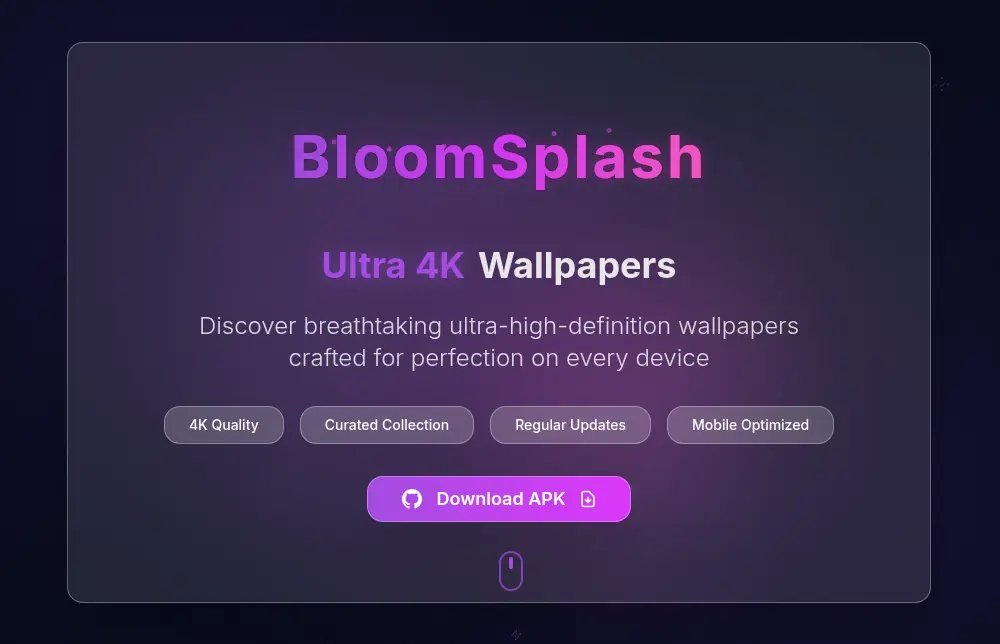 BloomSplash
Ultra 4K Wallpapers
Discover breathtaking ultra-high-definition wallpapers
crafted for perfection on every device
4K Quality
Curated Collection
Regular Updates
Mobile Optimized
Download APK